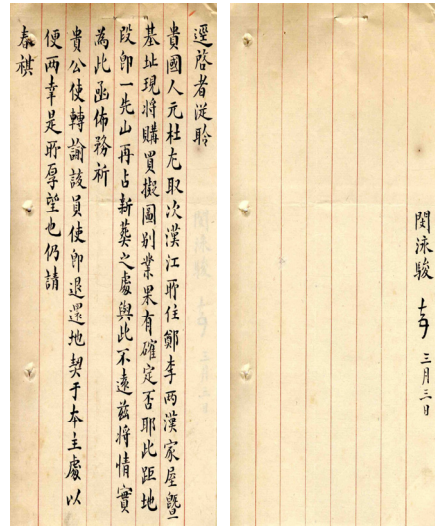 逕啓者從聆
貴國人元杜尤取次漢江所住鄭李兩漢家屋曁
基址現將購買擬圖別業果有確定否耶此距地
段卽一先山再占新葬之處與此不遠茲將情實
為此函佈務祈
貴公使轉諭該員使卽退還地契于本主處以
便兩幸是所厚望也仍請
春祺
閔泳駿 三月三日